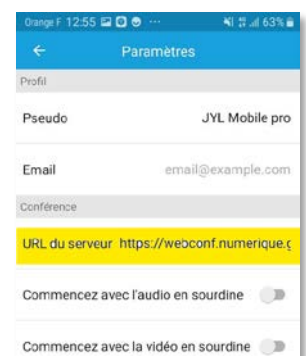 Orange F 12:55 63%
Paramètres
Profil
Pseudo JYL Mobile pro
Email email@example.com
Conférence
URL du serveur https://webconf.numerique.g
Commencez avec l'audio en sourdine
Commencez avec la vidéo en sourdine